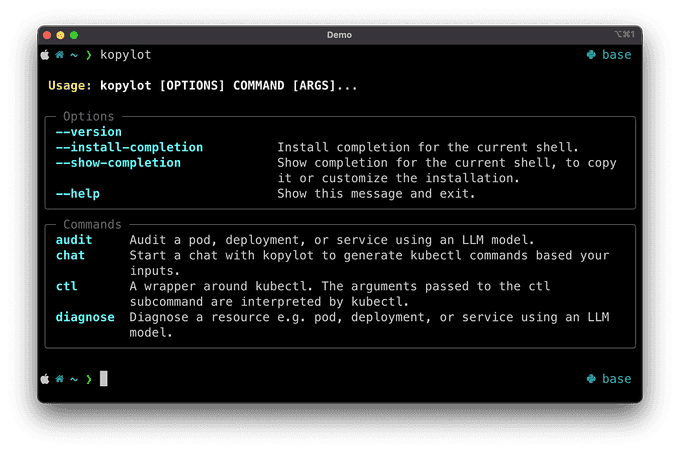 Demo
⌥⌘1
~ ❯ kopylot
base
Usage: kopylot [OPTIONS] COMMAND [ARGS]...
Options
--version
--install-completion Install completion for the current shell.
--show-completion Show completion for the current shell, to copy
it or customize the installation.
--help Show this message and exit.
Commands
audit Audit a pod, deployment, or service using an LLM model.
chat Start a chat with kopylot to generate kubectl commands based your
inputs.
ctl A wrapper around kubectl. The arguments passed to the ctl
subcommand are interpreted by kubectl.
diagnose Diagnose a resource e.g. pod, deployment, or service using an LLM
model.
~ ❯
base